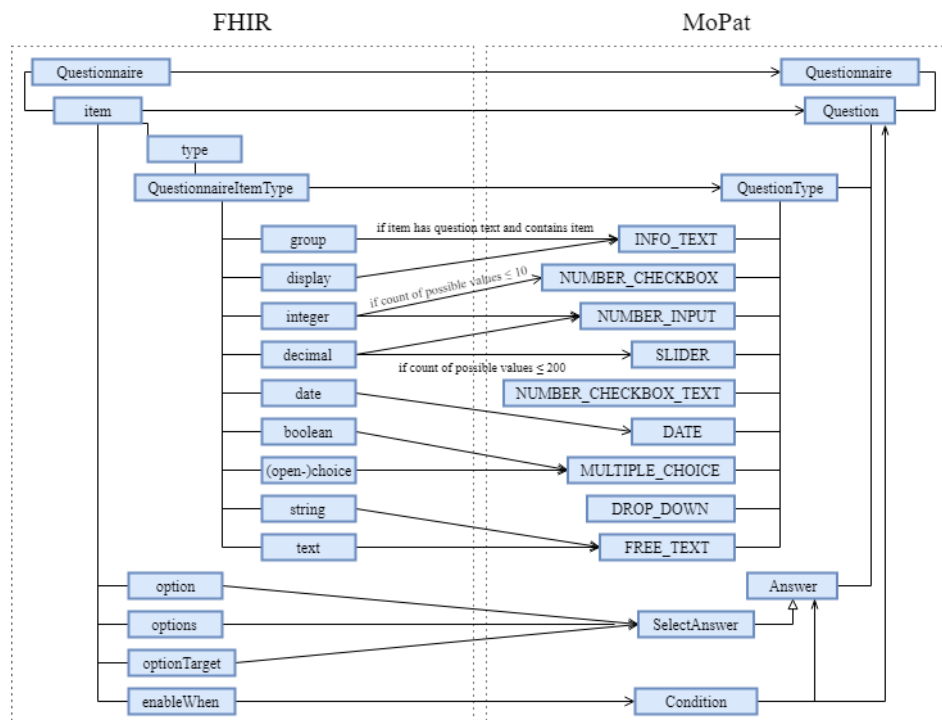 FHIR
MoPat
Questionnaire
Questionnaire
item
Question
type
QuestionnaireItemType
QuestionType
group
if item has question text and contains item
INFO_TEXT
display
if count of possible values ≤ 10
NUMBER_CHECKBOX
integer
NUMBER_INPUT
decimal
SLIDER
if count of possible values ≤ 200
date
NUMBER_CHECKBOX_TEXT
boolean
DATE
(open-)choice
MULTIPLE_CHOICE
string
DROP_DOWN
text
FREE_TEXT
option
Answer
options
SelectAnswer
optionTarget
enableWhen
Condition